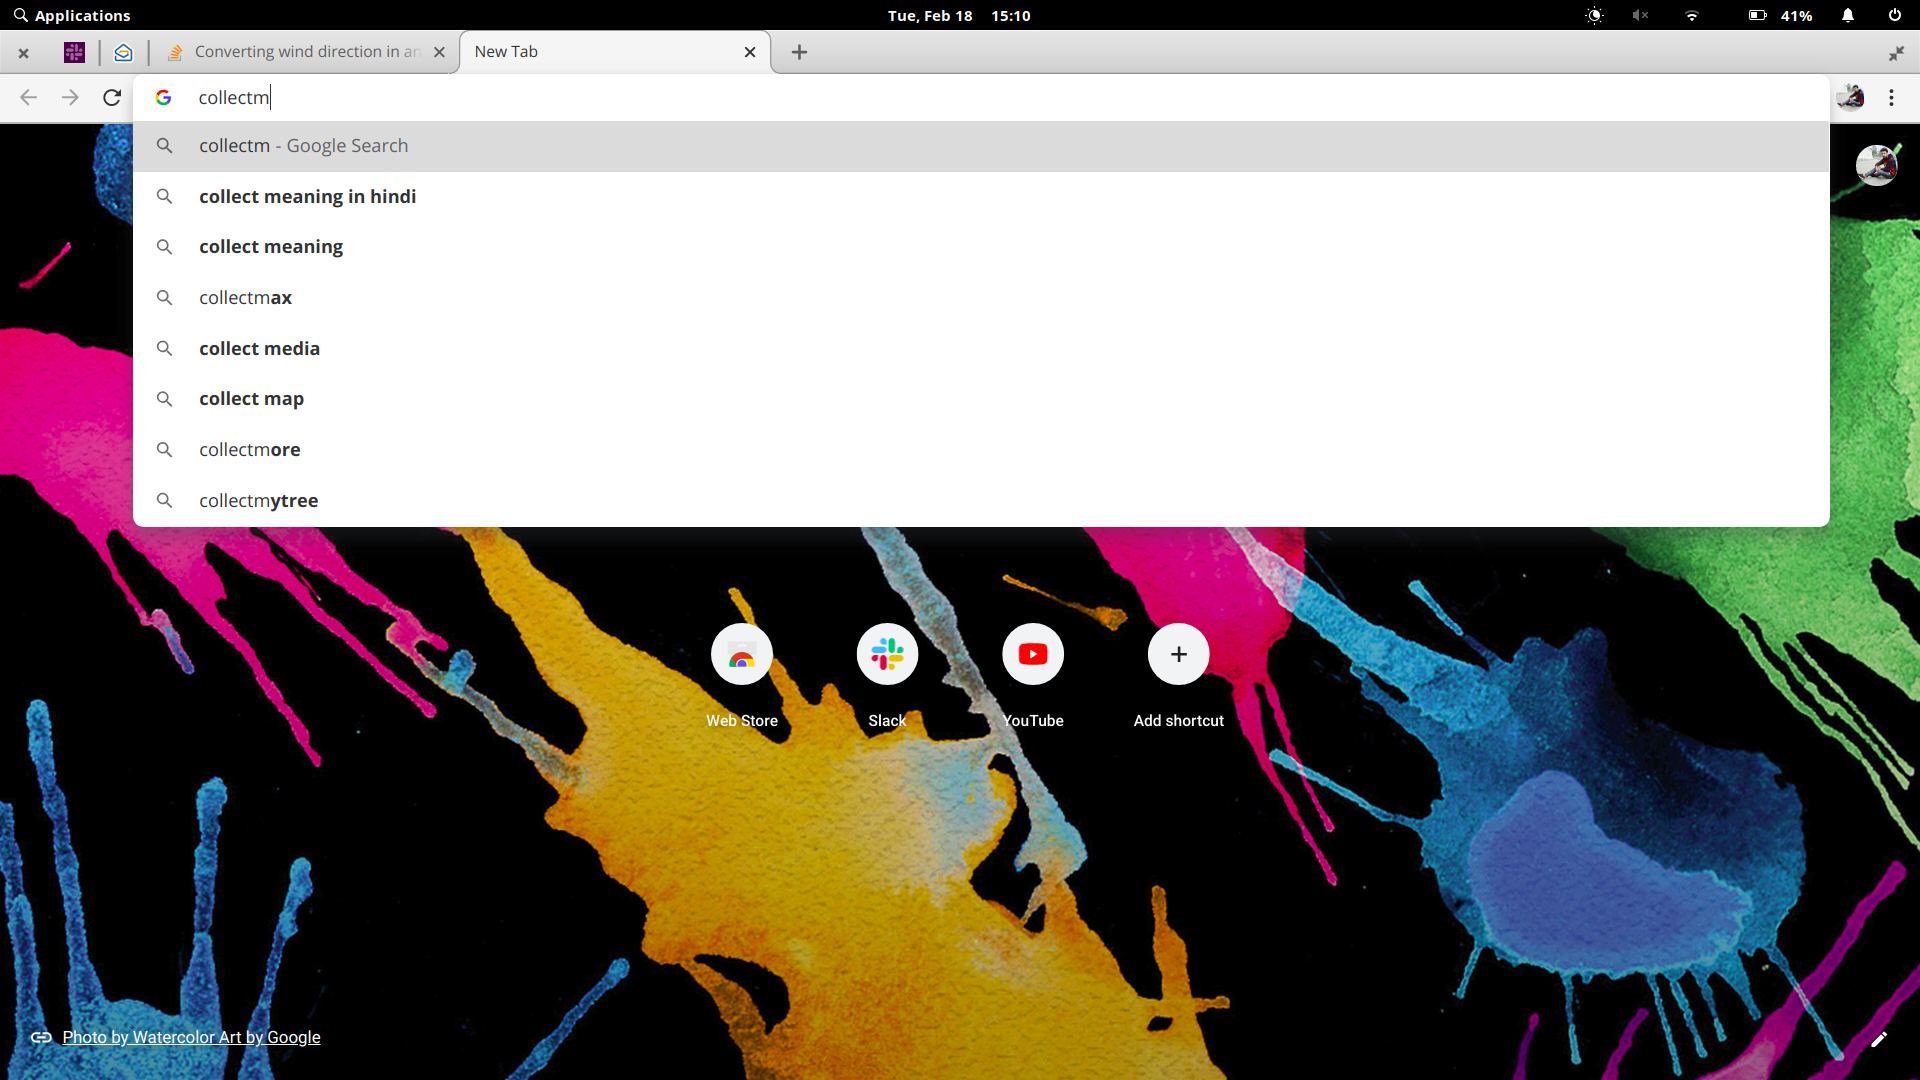 Applications
Tue, Feb 18 15:10
41%
Converting wind direction in an
New Tab
collectm
collectm - Google Search
collect meaning in hindi
collect meaning
collectmax
collect media
collect map
collectmore
collectmytree
Web Store
Slack
YouTube
Add shortcut
Photo by Watercolor Art by Google